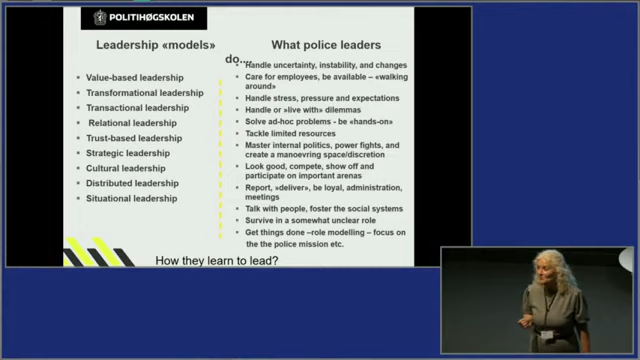 POLITIHØGSKOLEN
Leadership «models»
Value-based leadership
Transformational leadership
Transactional leadership
Relational leadership
Trust-based leadership
Strategic leadership
Cultural leadership
Distributed leadership
Situational leadership
What police leaders
do....
Handle uncertainty, instability, and changes
Care for employees, be available – «walking
around»
Handle stress, pressure and expectations
Handle or »live with» dilemmas
Solve ad-hoc problems - be «hands-on»
Tackle limited resources
Master internal politics, power fights, and
create a manoevring space/discretion
Look good, compete, show off and
participate on important arenas
Report, »deliver», be loyal, administration,
meetings
Talk with people, foster the social systems
Survive in a somewhat unclear role
Get things done –role modelling – focus on
the the police mission etc.
How they learn to lead?